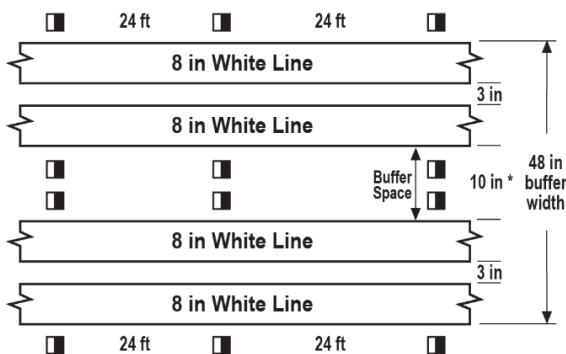 24 ft 24 ft
8 in White Line
3 in
8 in White Line
Buffer
Space
10 in *
48 in
buffer
width
8 in White Line
3 in
8 in White Line
24 ft 24 ft